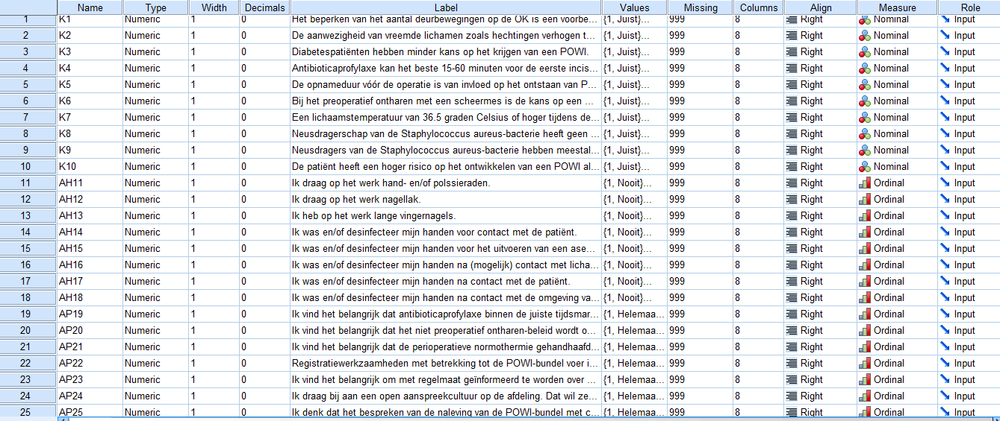 Name Type Width Decimals Label Values Missing Columns Align Measure Role
1 K1 Numeric 1 0 Het beperken van het aantal deurbewegingen op de OK is een voorbe... {1, Juist}... 999 8 Right Nominal Input
2 K2 Numeric 1 0 De aanwezigheid van vreemde lichamen zoals hechtingen verhogen t... {1, Juist}... 999 8 Right Nominal Input
3 K3 Numeric 1 0 Diabetespatiënten hebben minder kans op het krijgen van een POWI. {1, Juist}... 999 8 Right Nominal Input
4 K4 Numeric 1 0 Antibioticaprofylaxe kan het beste 15-60 minuten voor de eerste incis... {1, Juist}... 999 8 Right Nominal Input
5 K5 Numeric 1 0 De opnameduur vóór de operatie is van invloed op het ontstaan van P... {1, Juist}... 999 8 Right Nominal Input
6 K6 Numeric 1 0 Bij het preoperatief ontharen met een scheermes is de kans op een ... {1, Juist}... 999 8 Right Nominal Input
7 K7 Numeric 1 0 Een lichaamstemperatuur van 36.5 graden Celsius of hoger tijdens de... {1, Juist}... 999 8 Right Nominal Input
8 K8 Numeric 1 0 Neusdragerschap van de Staphylococcus aureus-bacterie heeft geen ... {1, Juist}... 999 8 Right Nominal Input
9 K9 Numeric 1 0 Neusdragers van de Staphylococcus aureus-bacterie hebben meestal... {1, Juist}... 999 8 Right Nominal Input
10 K10 Numeric 1 0 De patiënt heeft een hoger risico op het ontwikkelen van een POWI al... {1, Juist}... 999 8 Right Nominal Input
11 AH11 Numeric 1 0 Ik draag op het werk hand- en/of polssieraden. {1, Nooit}... 999 8 Right Ordinal Input
12 AH12 Numeric 1 0 Ik draag op het werk nagellak. {1, Nooit}... 999 8 Right Ordinal Input
13 AH13 Numeric 1 0 Ik heb op het werk lange vingernagels. {1, Nooit}... 999 8 Right Ordinal Input
14 AH14 Numeric 1 0 Ik was en/of desinfecteer mijn handen voor contact met de patiënt. {1, Nooit}... 999 8 Right Ordinal Input
15 AH15 Numeric 1 0 Ik was en/of desinfecteer mijn handen voor het uitvoeren van een ase... {1, Nooit}... 999 8 Right Ordinal Input
16 AH16 Numeric 1 0 Ik was en/of desinfecteer mijn handen na (mogelijk) contact met licha... {1, Nooit}... 999 8 Right Ordinal Input
17 AH17 Numeric 1 0 Ik was en/of desinfecteer mijn handen na contact met de patiënt. {1, Nooit}... 999 8 Right Ordinal Input
18 AH18 Numeric 1 0 Ik was en/of desinfecteer mijn handen na contact met de omgeving va... {1, Nooit}... 999 8 Right Ordinal Input
19 AP19 Numeric 1 0 Ik vind het belangrijk dat antibioticaprofylaxe binnen de juiste tijdsmar... {1, Helemaa... 999 8 Right Ordinal Input
20 AP20 Numeric 1 0 Ik vind het belangrijk dat het niet preoperatief ontharen-beleid wordt o... {1, Helemaa... 999 8 Right Ordinal Input
21 AP21 Numeric 1 0 Ik vind het belangrijk dat de perioperatieve normothermie gehandhaafd... {1, Helemaa... 999 8 Right Ordinal Input
22 AP22 Numeric 1 0 Registratiewerkzaamheden met betrekking tot de POWI-bundel voer i... {1, Helemaa... 999 8 Right Ordinal Input
23 AP23 Numeric 1 0 Ik vind het belangrijk om met regelmaat geïnformeerd te worden over ... {1, Helemaa... 999 8 Right Ordinal Input
24 AP24 Numeric 1 0 Ik draag bij aan een open aanspreekcultuur op de afdeling. Dat wil ze... {1, Helemaa... 999 8 Right Ordinal Input
25 AP25 Numeric 1 0 Ik denk dat het bespreken van de naleving van de POWI-bundel met c... {1, Helemaa... 999 8 Right Ordinal Input